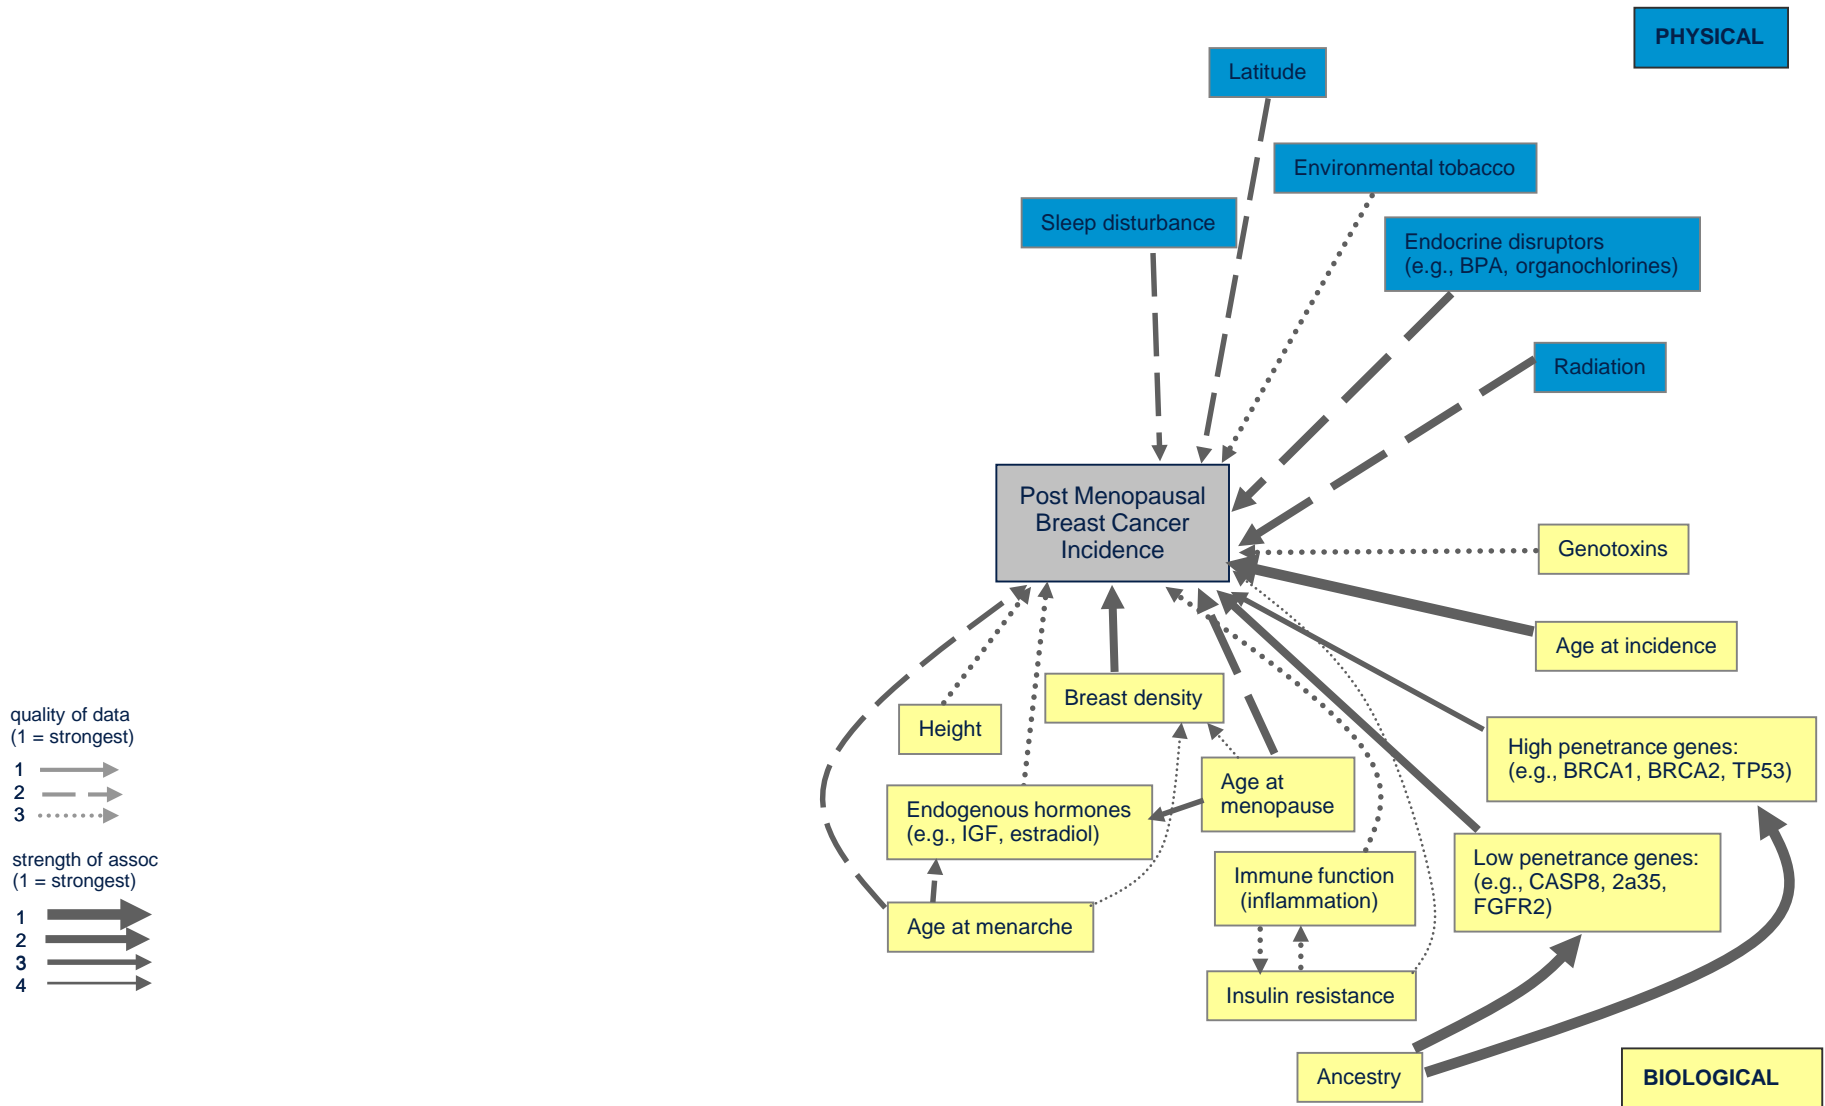 PHYSICAL
Latitude
Environmental tobacco
Sleep disturbance
Endocrine disruptors
(e.g., BPA, organochlorines)
Radiation
Post Menopausal
Breast Cancer
Incidence
Genotoxins
Age at incidence
Breast density
Height
High penetrance genes:
(e.g., BRCA1, BRCA2, TP53)
Age at
menopause
Endogenous hormones
(e.g., IGF, estradiol)
Low penetrance genes:
(e.g., CASP8, 2a35,
FGFR2)
Immune function
(inflammation)
Age at menarche
Insulin resistance
Ancestry
BIOLOGICAL
quality of data
(1 = strongest)
1
2
3
strength of assoc
(1 = strongest)
1
2
3
4